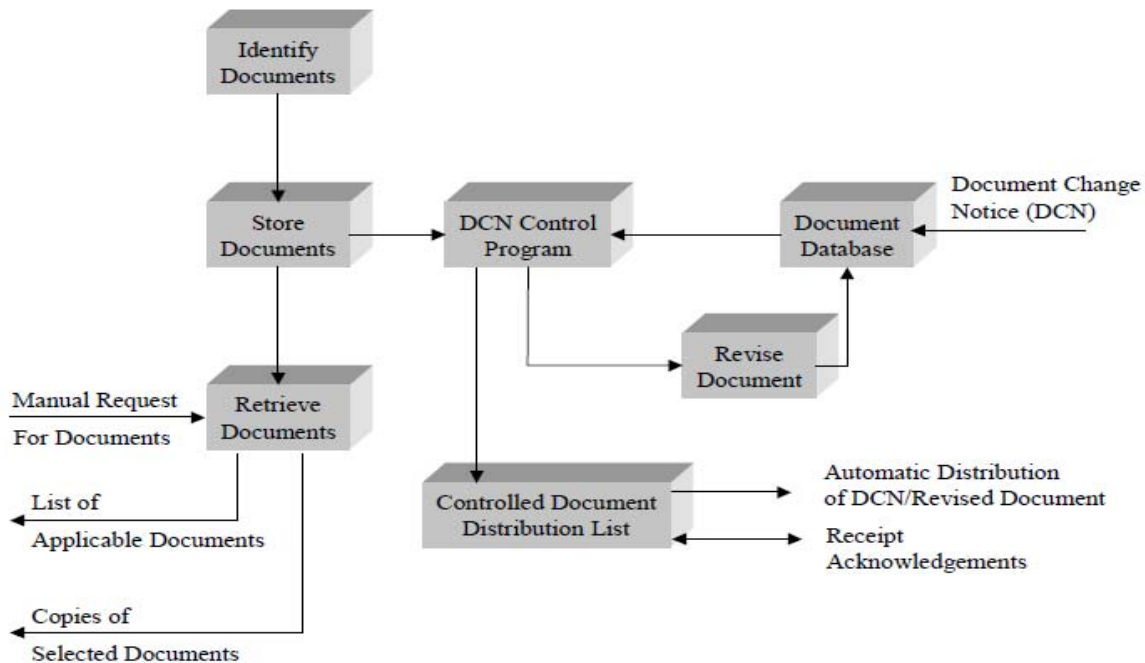 Identify
Documents
Store
Documents
DCN Control
Program
Document
Database
Document Change
Notice (DCN)
Revise
Document
Manual Request
For Documents
Retrieve
Documents
List of
Applicable Documents
Copies of
Selected Documents
Controlled Document
Distribution List
Automatic Distribution
of DCN/Revised Document
Receipt
Acknowledgements